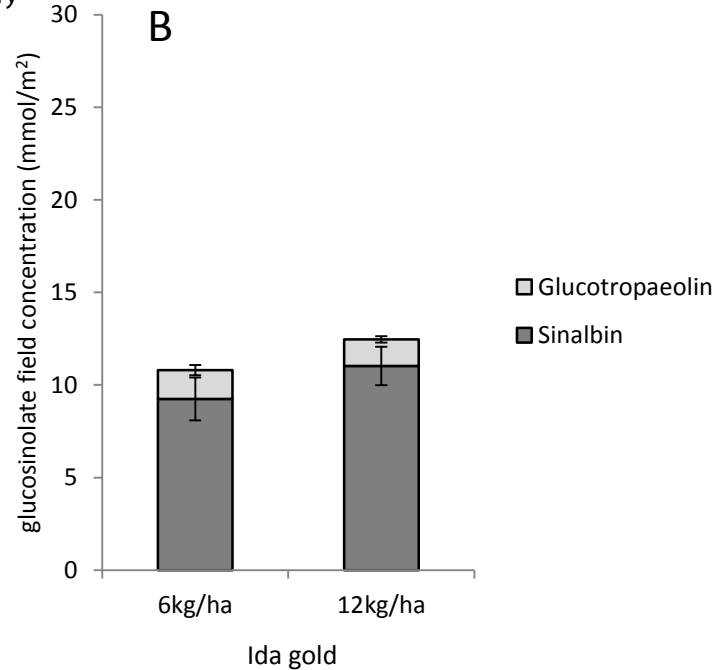 B
glucosinolate field concentration (mmol/m²)
30
25
20
15
10
5
0
6kg/ha
12kg/ha
Ida gold
Glucotropaeolin
Sinalbin